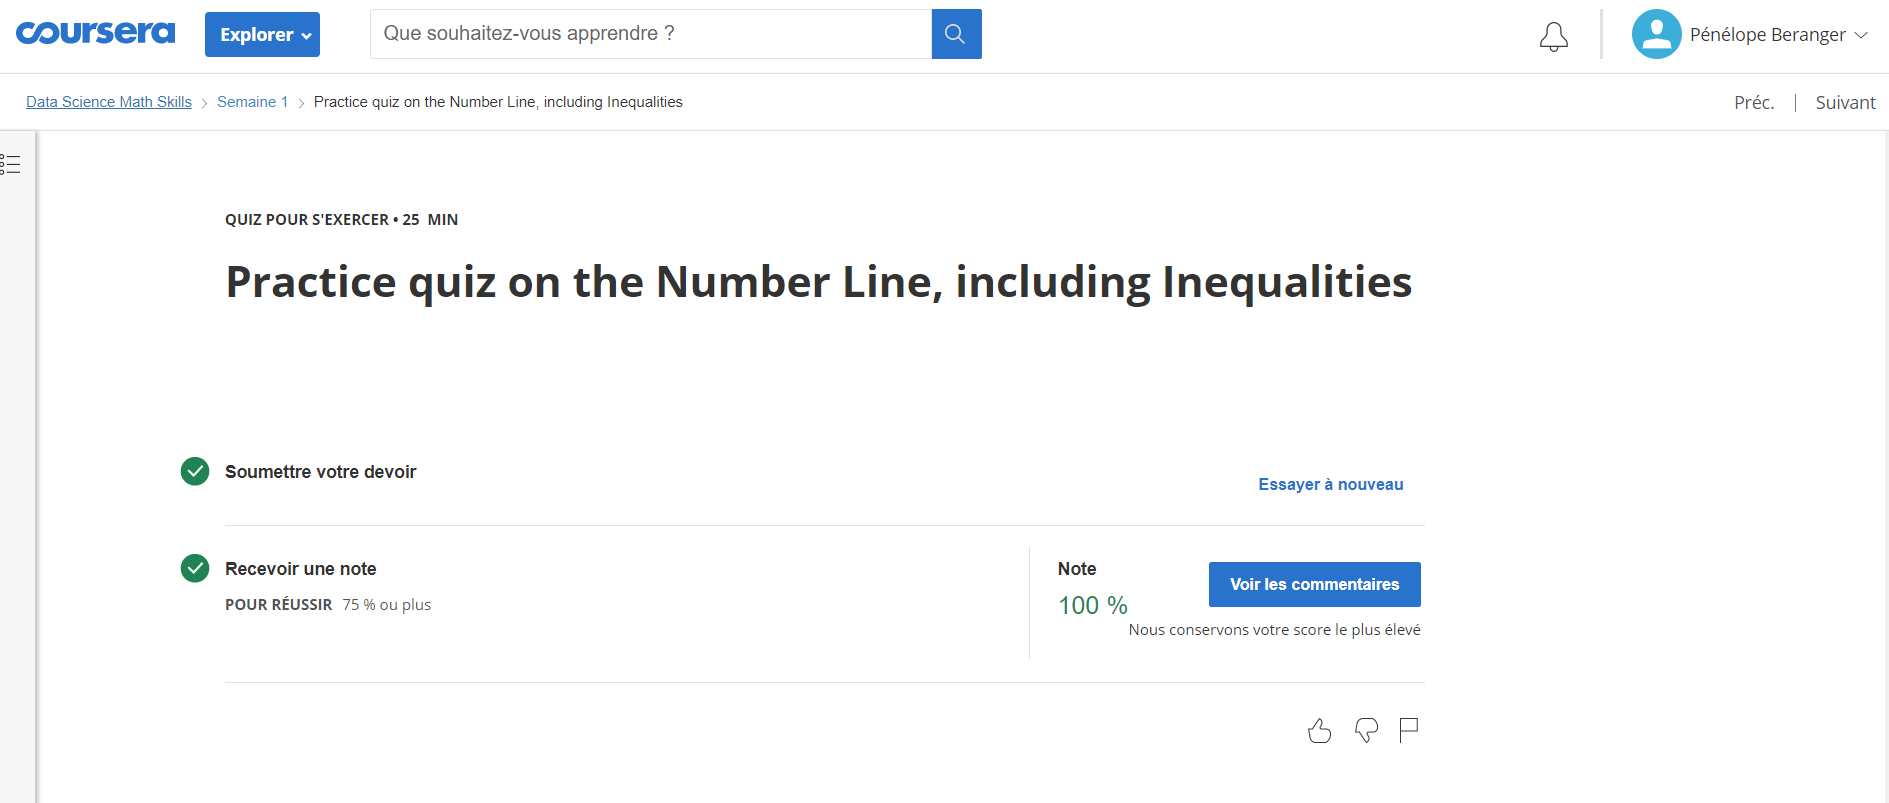 coursera Explorer Que souhaitez-vous apprendre ? Pénélope Beranger
Data Science Math Skills > Semaine 1 > Practice quiz on the Number Line, including Inequalities Préc. | Suivant
QUIZ POUR S'EXERCER • 25 MIN
Practice quiz on the Number Line, including Inequalities
Soumettre votre devoir
Essayer à nouveau
Recevoir une note
POUR RÉUSSIR 75 % ou plus
Note
100 %
Voir les commentaires
Nous conservons votre score le plus élevé